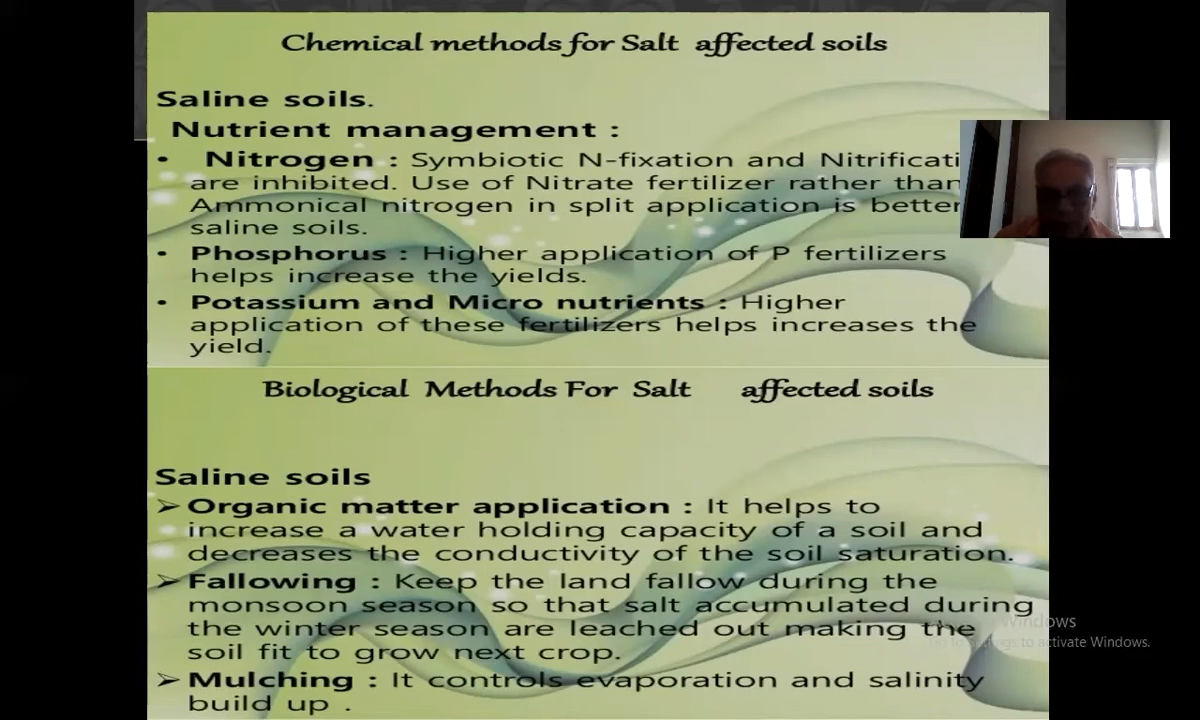 Chemical methods for Salt affected soils
Saline soils.
Nutrient management :
• Nitrogen : Symbiotic N-fixation and Nitrificati
are inhibited. Use of Nitrate fertilizer rather than
Ammonical nitrogen in split application is better
saline soils.
• Phosphorus : Higher application of P fertilizers
helps increase the yields.
• Potassium and Micro nutrients : Higher
application of these fertilizers helps increases the
yield.
Biological Methods For Salt affected soils
Saline soils
➢ Organic matter application : It helps to
increase a water holding capacity of a soil and
decreases the conductivity of the soil saturation.
➢ Fallowing : Keep the land fallow during the
monsoon season so that salt accumulated during
the winter season are leached out making the
soil fit to grow next crop.
➢ Mulching : It controls evaporation and salinity
build up .
Windows
to activate Windows.